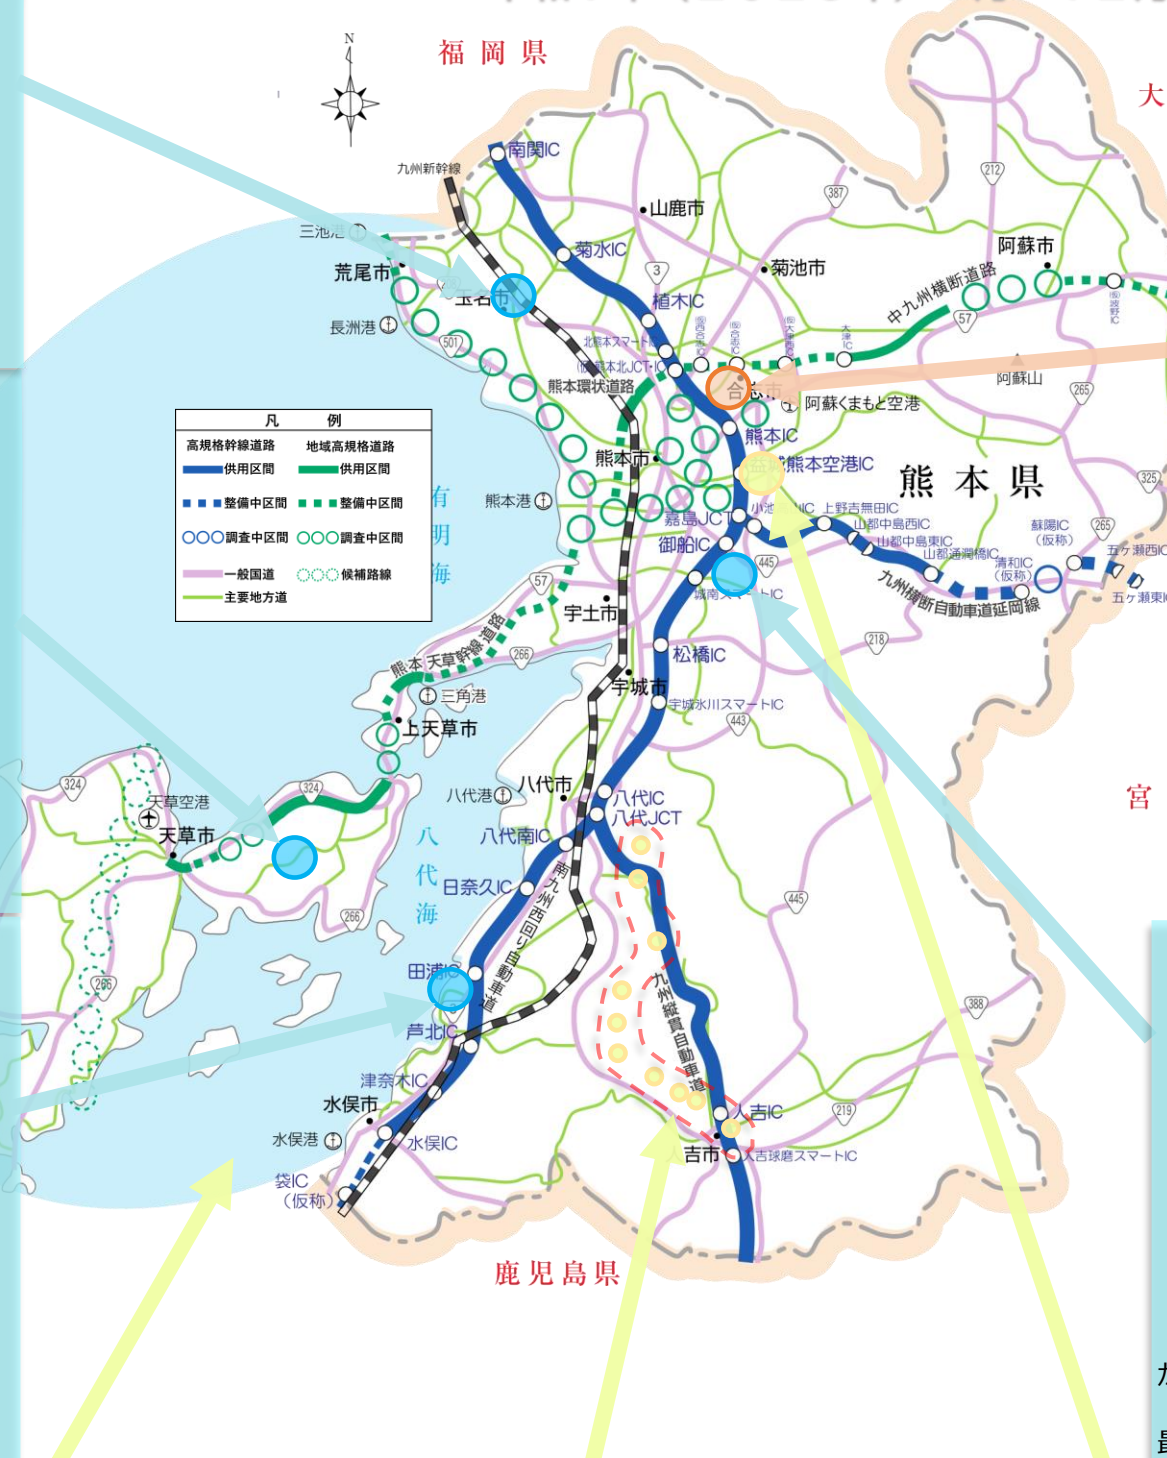 福岡県
大
N
九州新幹線
南関IC
212
387
山鹿市
三池港
菊水IC
阿蘇市
荒尾市
3
菊池市
中九州横断道路
玉名市
植木IC
57
長洲港
北熊本スマートIC
大津IC
501
熊本環状道路
合志市
阿蘇くまもと空港
阿蘇山
265
凡 例
高規格幹線道路 地域高規格道路
供用区間 供用区間
整備中区間 整備中区間
調査中区間 調査中区間
一般国道 候補路線
主要地方道
熊本IC
熊本市
益城熊本空港IC
熊本県
325
有明海
熊本港
嘉島JCT
上野吉無田IC
山都中島西IC
蘇陽IC
(仮称)
265
御船IC
山都中島東IC
山都通潤橋IC
清和IC
(仮称)
五ヶ瀬西IC
445
五ヶ瀬東IC
57
城南スマートIC
九州横断自動車道延岡線
宇土市
熊本天草幹線道路
266
218
松橋IC
三角港
宇城市
宇城氷川スマートIC
上天草市
443
324
324
八代市
八代港
八代IC
宮
天草空港
八代JCT
天草市
八代南IC
八代海
日奈久IC
南九州西回り自動車道
445
266
田浦IC
266
九州縦貫自動車道
388
芦北IC
津奈木IC
水俣市
人吉IC
219
水俣港
水俣IC
人吉市
人吉球磨スマートIC
袋IC
(仮称)
鹿児島県